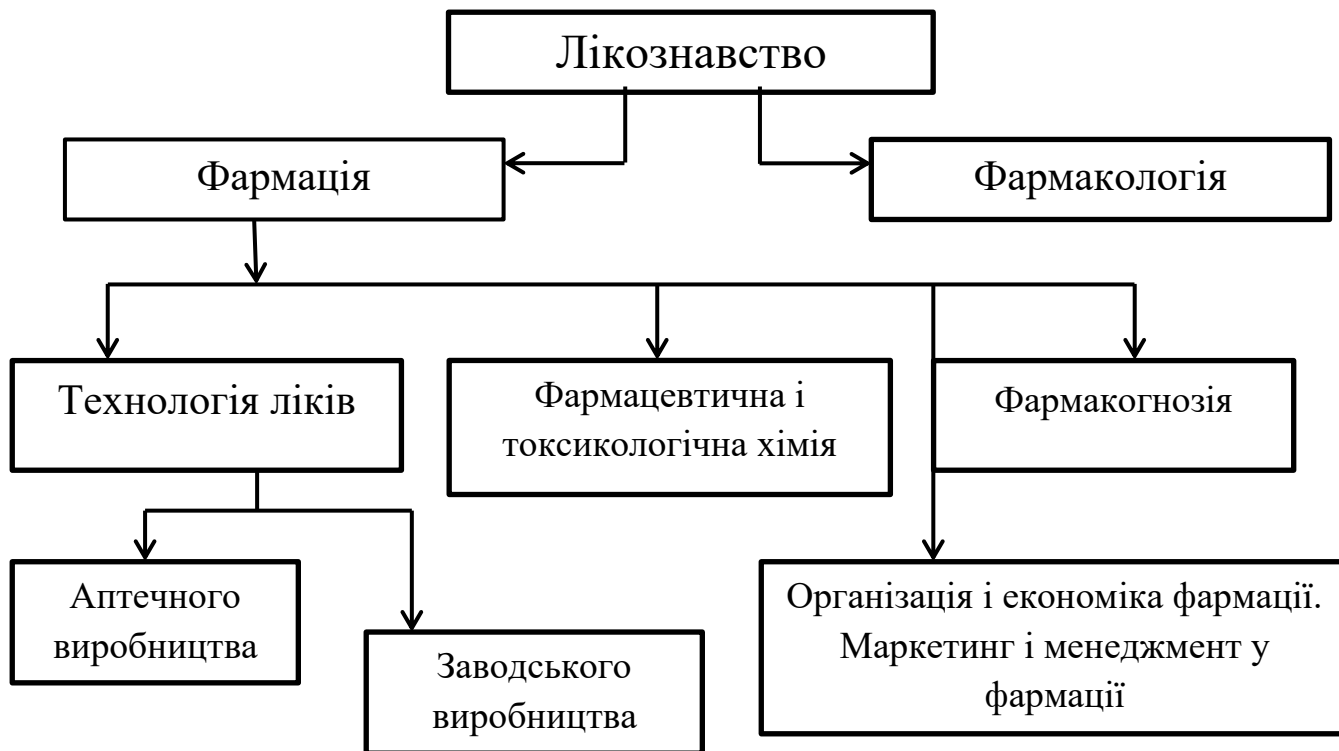 Лікознавство
Фармація
Фармакологія
Технологія ліків
Фармацевтична і
токсикологічна хімія
Фармакогнозія
Аптечного
виробництва
Заводського
виробництва
Організація і економіка фармації.
Маркетинг і менеджмент у
фармації